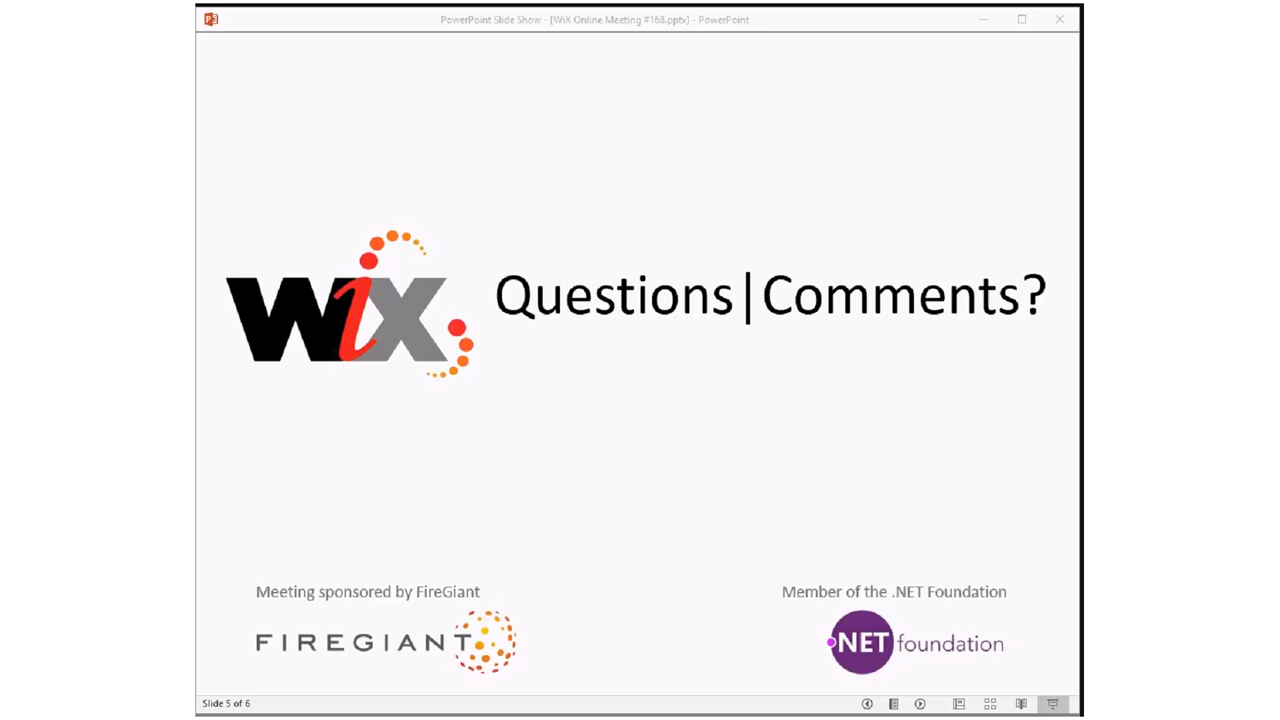 PowerPoint Slide Show - [WiX Online Meeting #168.pptx] - PowerPoint
WiX
Questions|Comments?
Meeting sponsored by FireGiant
Member of the .NET Foundation
FIREGIANT
.NET foundation
Slide 5 of 6